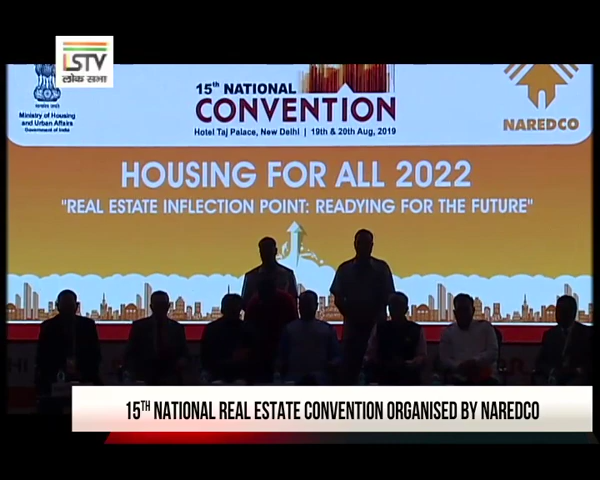 LSTV
लोक सभा
Ministry of Housing
and Urban Affairs
Government of India
15th NATIONAL
CONVENTION
Hotel Taj Palace, New Delhi | 19th & 20th Aug, 2019
NAREDCO
HOUSING FOR ALL 2022
"REAL ESTATE INFLECTION POINT: READYING FOR THE FUTURE"
15TH NATIONAL REAL ESTATE CONVENTION ORGANISED BY NAREDCO